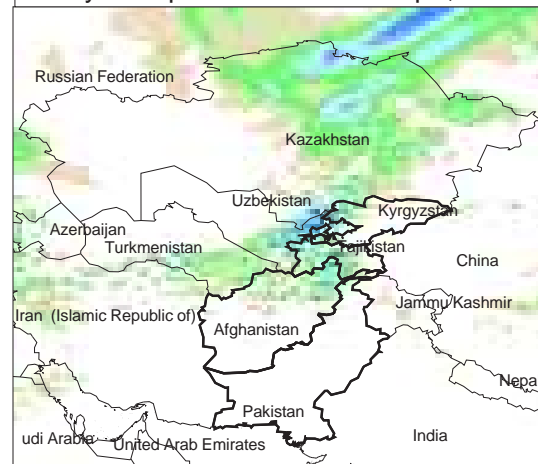 Russian Federation
Kazakhstan
Uzbekistan
Kyrgyzstan
Azerbaijan
Turkmenistan
Tajikistan
China
Jammu Kashmir
Iran (Islamic Republic of)
Afghanistan
Nepa
Pakistan
udi Arabia
United Arab Emirates
India